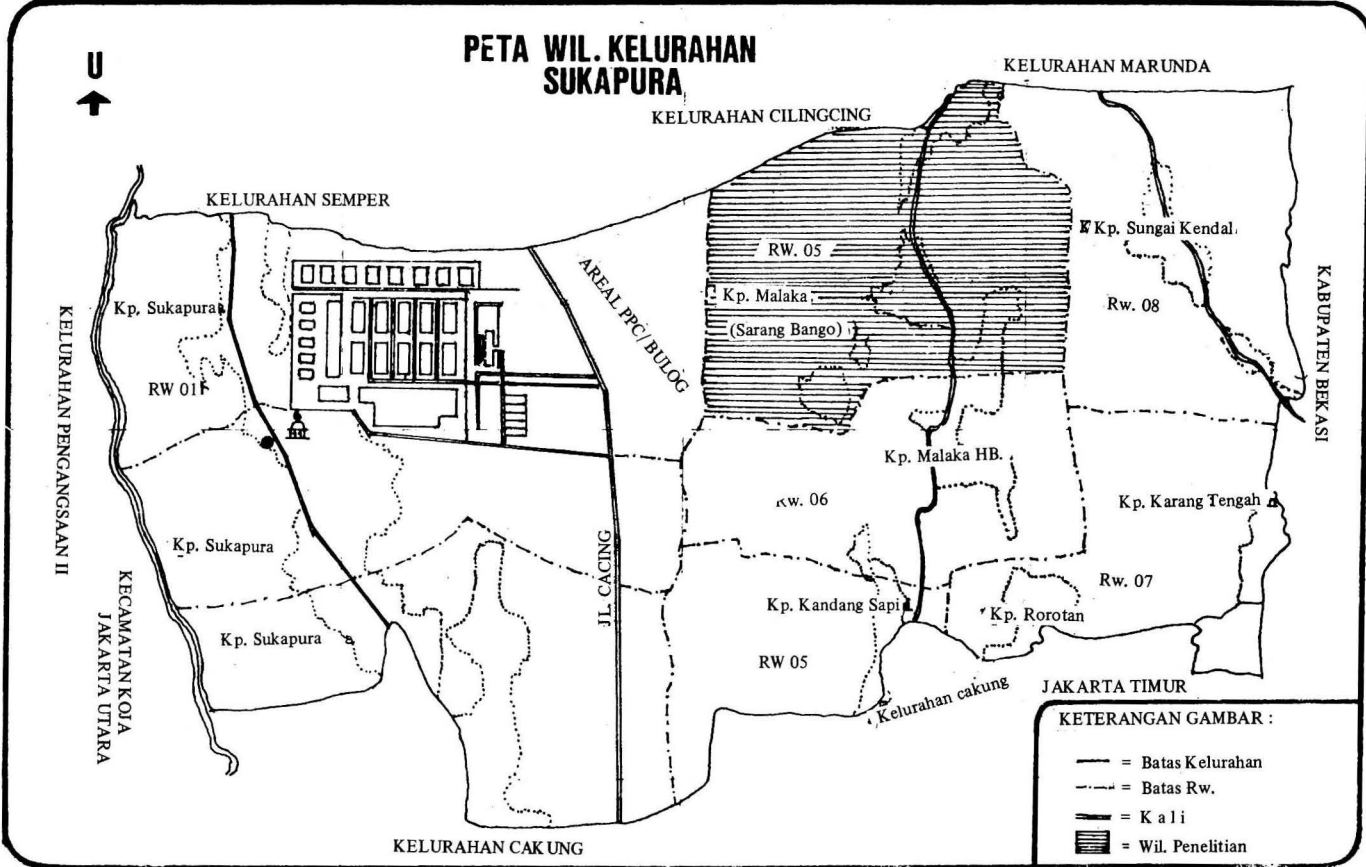 PETA WIL. KELURAHAN
SUKAPURA
U
KELURAHAN MARUNDA
KELURAHAN CILINGCING
KELURAHAN SEMPER
Kp. Sukapura
RW 01
KELURAHAN PENGANGSAAN II
KECAMATAN KOJA
JAKARTA UTARA
Kp. Sukapura
Kp. Sukapura
AREAL PPC/BULOG
JL. CACING
RW. 05
Kp. Malaka
(Sarang Bango)
Kp. Sungai Kendal
Rw. 08
KABUPATEN BEKASI
Kp. Malaka HB.
Rw. 06
Kp. Karang Tengah
Rw. 07
Kp. Kandang Sapi
Kp. Rorotan
RW 05
Kelurahan cakung
JAKARTA TIMUR
KELURAHAN CAKUNG
KETERANGAN GAMBAR :
= Batas Kelurahan
= Batas Rw.
= Kali
= Wil. Penelitian